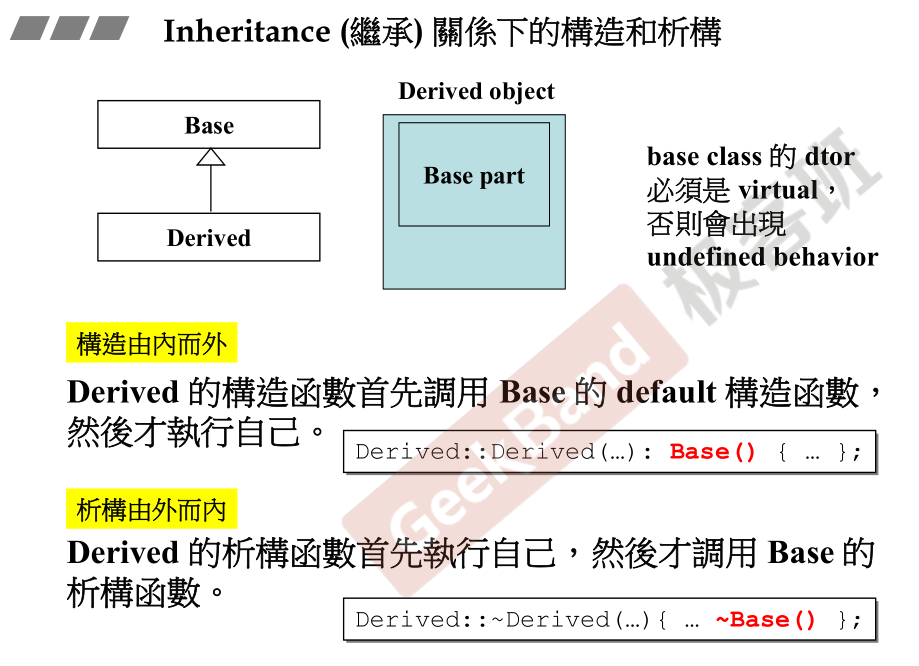 Inheritance (繼承) 關係下的構造和析構
Derived object
Base
Base part
Derived
base class 的 dtor
必須是 virtual，
否則會出現
undefined behavior
構造由內而外
Derived 的構造函數首先調用 Base 的 default 構造函數，
然後才執行自己。
Derived::Derived(…): Base() { … };
析構由外而內
Derived 的析構函數首先執行自己，然後才調用 Base 的
析構函數。
Derived::~Derived(…){ … ~Base() };
GeekBand 极客班